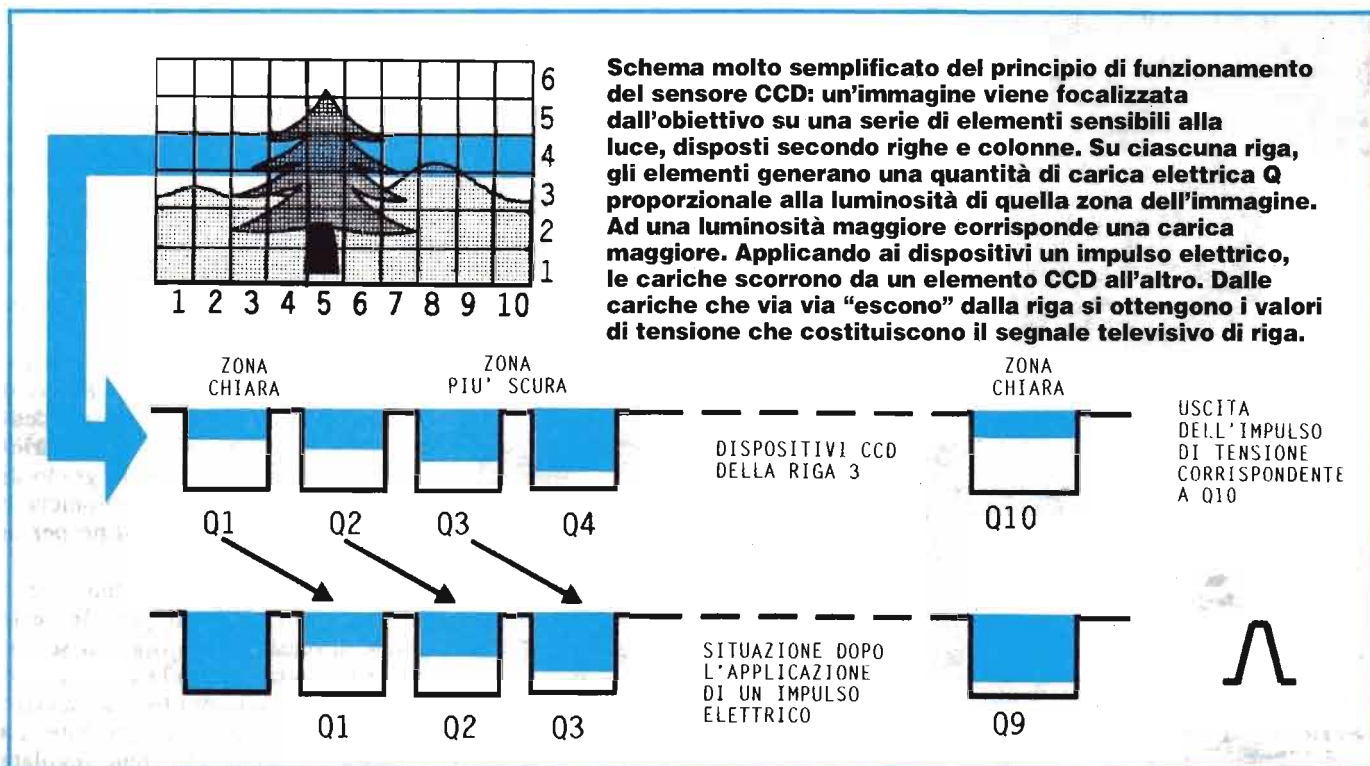 6
5
4
3
2
1
1 2 3 4 5 6 7 8 9 10
Schema molto semplificato del principio di funzionamento
del sensore CCD: un'immagine viene focalizzata
dall'obiettivo su una serie di elementi sensibili alla
luce, disposti secondo righe e colonne. Su ciascuna riga,
gli elementi generano una quantità di carica elettrica Q
proporzionale alla luminosità di quella zona dell'immagine.
Ad una luminosità maggiore corrisponde una carica
maggiore. Applicando ai dispositivi un impulso elettrico,
le cariche scorrono da un elemento CCD all'altro. Dalle
cariche che via via “escono” dalla riga si ottengono i valori
di tensione che costituiscono il segnale televisivo di riga.
ZONA
CHIARA
ZONA
PIU' SCURA
ZONA
CHIARA
DISPOSITIVI CCD
DELLA RIGA 3
USCITA
DELL'IMPULSO
DI TENSIONE
CORRISPONDENTE
A Q10
Q1 Q2 Q3 Q4 Q10
SITUAZIONE DOPO
L'APPLICAZIONE
DI UN IMPULSO
ELETTRICO
Q1 Q2 Q3 Q9